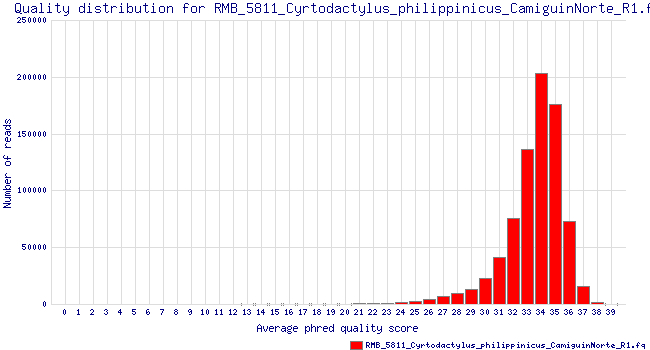 Quality distribution for RMB_5811_Cyrtodactylus_philippinicus_CamiguinNorte_R1.f
250000
200000
150000
100000
50000
0
Number of reads
0 1 2 3 4 5 6 7 8 9 10 11 12 13 14 15 16 17 18 19 20 21 22 23 24 25 26 27 28 29 30 31 32 33 34 35 36 37 38 39
Average phred quality score
RMB_5811_Cyrtodactylus_philippinicus_CamiguinNorte_R1.fq